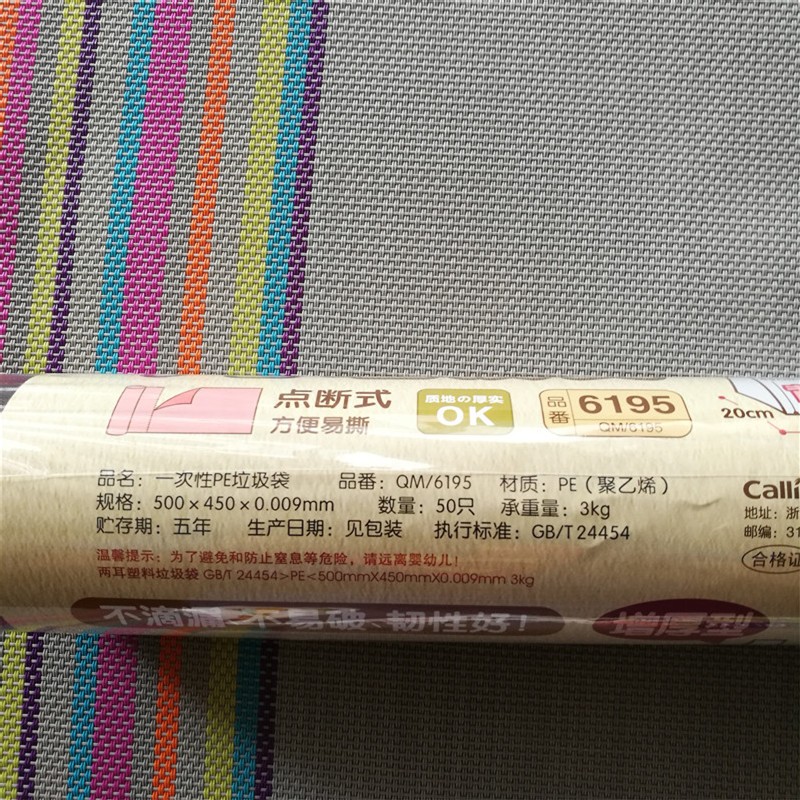 点断式
方便易撕
质地の厚实
OK
品番 6195
QM/6195
20cm
品名：一次性PE垃圾袋 品番：QM/6195 材质：PE（聚乙烯）
规格：500×450×0.009mm 数量：50只 承重量：3kg
贮存期：五年 生产日期：见包装 执行标准：GB/T 24454
温馨提示：为了避免和防止窒息等危险，请远离婴幼儿！
两耳塑料垃圾袋 GB/T 24454>PE<500mmX450mmX0.009mm 3kg
Calli
地址：浙
邮编：31
合格证
不滴漏、不易破、韧性好！
增厚型